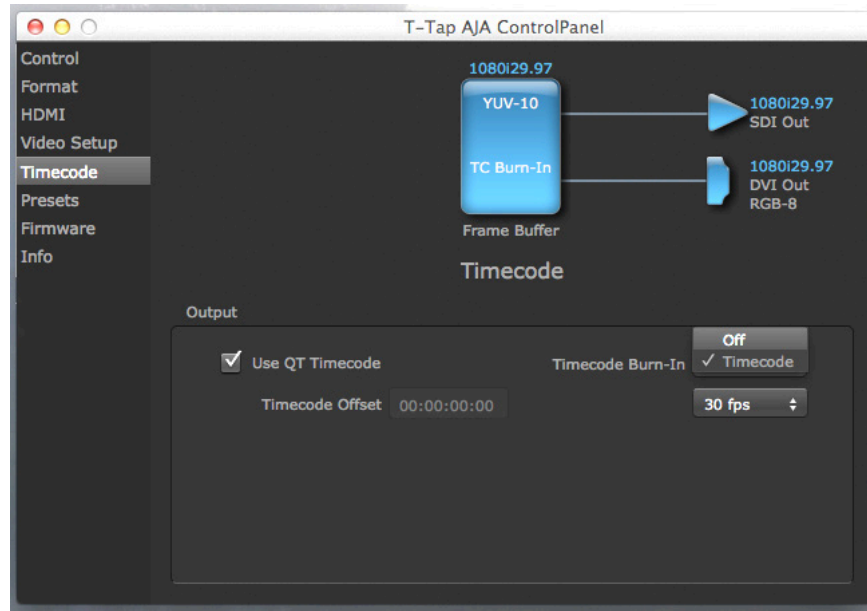 T-Tap AJA ControlPanel
Control
Format
HDMI
Video Setup
Timecode
Presets
Firmware
Info
1080i29.97
YUV-10
TC Burn-In
Frame Buffer
1080i29.97
SDI Out
1080i29.97
DVI Out
RGB-8
Timecode
Output
Use QT Timecode
Timecode Burn-In
Off
✓ Timecode
Timecode Offset
00:00:00:00
30 fps